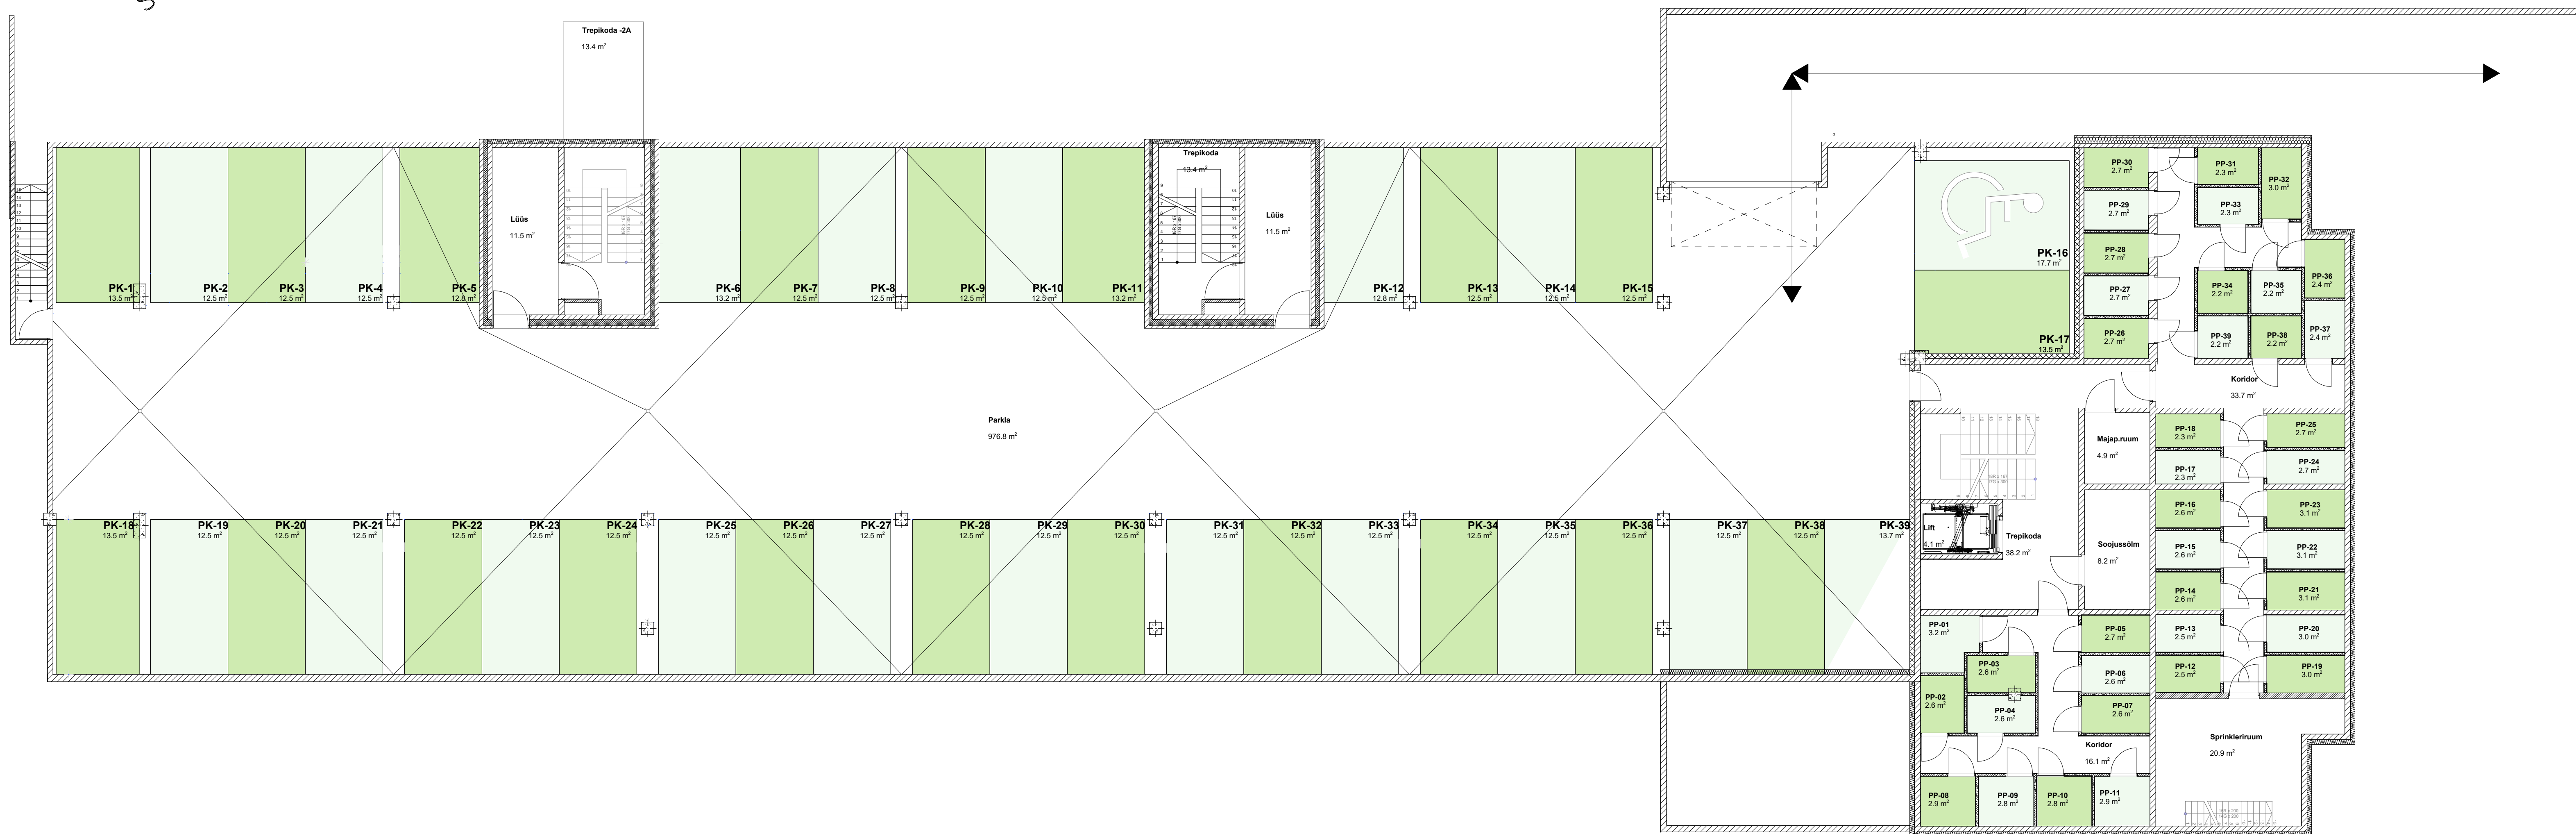 Trepikoda -2A
13.4 m²
Trepikoda
13.4 m²
Lüüs
11.5 m²
Lüüs
11.5 m²
PK-1
13.5 m²
PK-2
12.5 m²
PK-3
12.5 m²
PK-4
12.5 m²
PK-5
12.8 m²
PK-6
13.2 m²
PK-7
12.5 m²
PK-8
12.5 m²
PK-9
12.5 m²
PK-10
12.5 m²
PK-11
13.2 m²
PK-12
12.8 m²
PK-13
12.5 m²
PK-14
12.5 m²
PK-15
12.5 m²
PK-16
17.7 m²
PK-17
13.5 m²
Parkla
976.8 m²
PK-18
13.5 m²
PK-19
12.5 m²
PK-20
12.5 m²
PK-21
12.5 m²
PK-22
12.5 m²
PK-23
12.5 m²
PK-24
12.5 m²
PK-25
12.5 m²
PK-26
12.5 m²
PK-27
12.5 m²
PK-28
12.5 m²
PK-29
12.5 m²
PK-30
12.5 m²
PK-31
12.5 m²
PK-32
12.5 m²
PK-33
12.5 m²
PK-34
12.5 m²
PK-35
12.5 m²
PK-36
12.5 m²
PK-37
12.5 m²
PK-38
12.5 m²
PK-39
13.7 m²
PP-30
2.7 m²
PP-31
2.3 m²
PP-32
3.0 m²
PP-29
2.7 m²
PP-33
2.3 m²
PP-28
2.7 m²
PP-27
2.7 m²
PP-34
2.2 m²
PP-35
2.2 m²
PP-36
2.4 m²
PP-26
2.7 m²
PP-39
2.2 m²
PP-38
2.2 m²
PP-37
2.4 m²
Koridor
33.7 m²
Majap.ruum
4.9 m²
PP-18
2.3 m²
PP-25
2.7 m²
PP-17
2.3 m²
PP-24
2.7 m²
PP-16
2.6 m²
PP-23
3.1 m²
Lift
4.1 m²
Trepikoda
38.2 m²
Soojussõlm
8.2 m²
PP-15
2.6 m²
PP-22
3.1 m²
PP-14
2.6 m²
PP-21
3.1 m²
PP-01
3.2 m²
PP-05
2.7 m²
PP-13
2.5 m²
PP-20
3.0 m²
PP-03
2.6 m²
PP-06
2.6 m²
PP-12
2.5 m²
PP-19
3.0 m²
PP-02
2.6 m²
PP-04
2.6 m²
PP-07
2.6 m²
Koridor
16.1 m²
Sprinkleriruum
20.9 m²
PP-08
2.9 m²
PP-09
2.8 m²
PP-10
2.8 m²
PP-11
2.9 m²